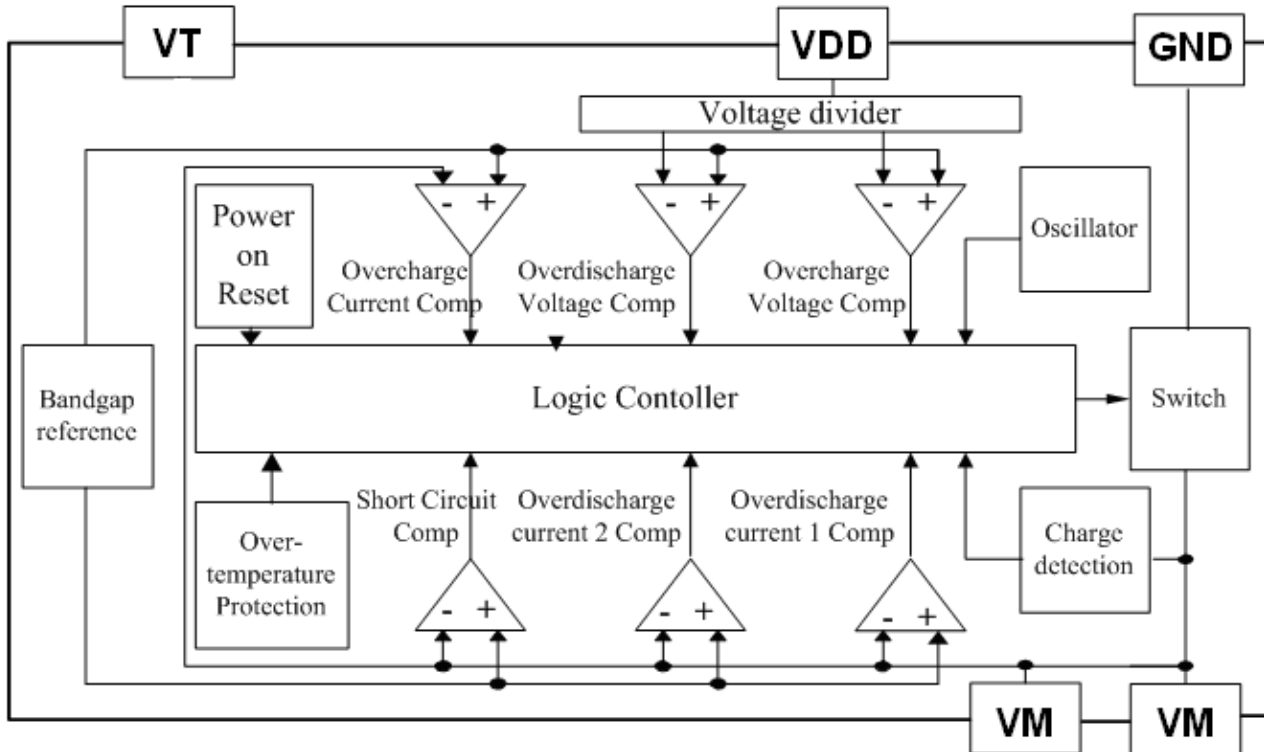 VT
VDD
GND
Voltage divider
- +
- +
- +
Power
on
Reset
Oscillator
Overcharge
Current Comp
Overdischarge
Voltage Comp
Overcharge
Voltage Comp
Bandgap
reference
Logic Contoller
Switch
Short Circuit
Comp
Overdischarge
current 2 Comp
Overdischarge
current 1 Comp
Over-
temperature
Protection
Charge
detection
- +
- +
- +
VM
VM